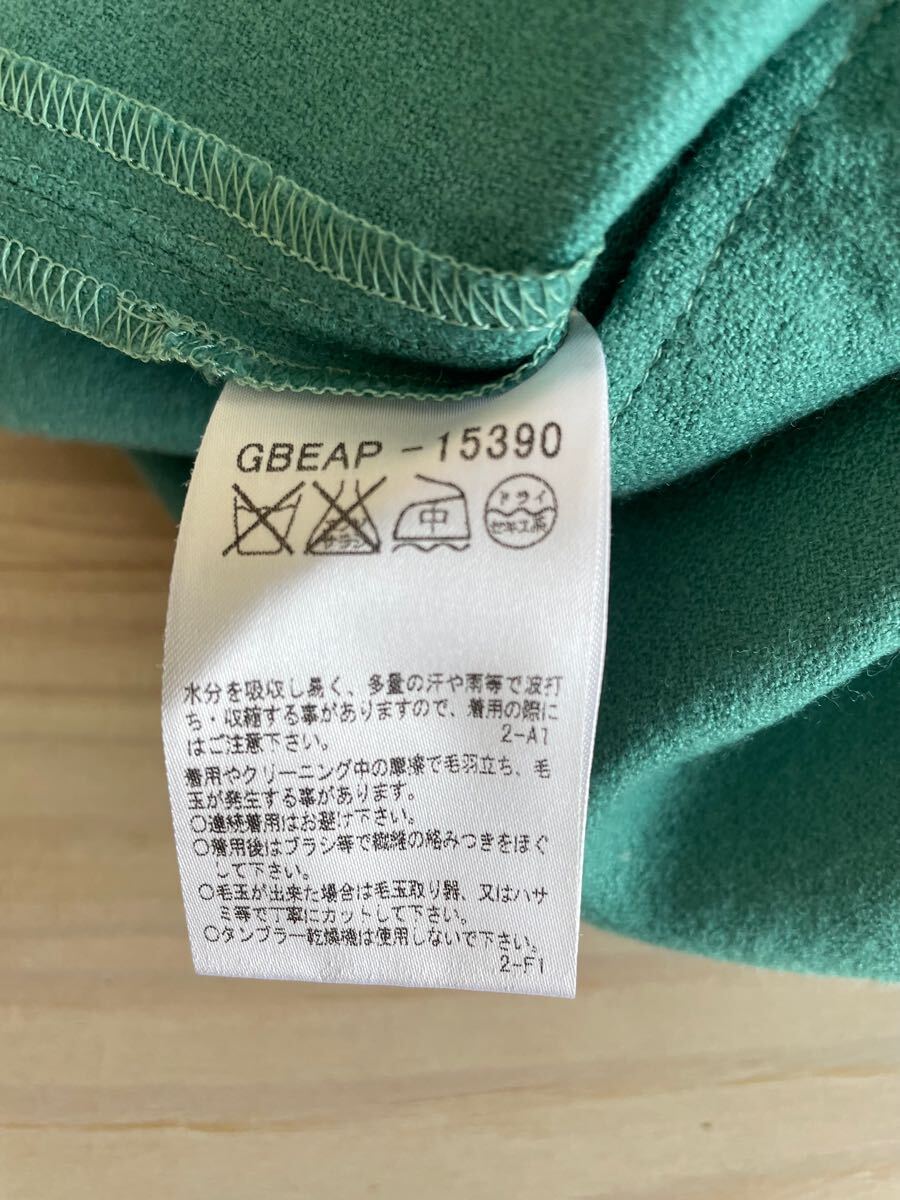 GBEAP -15390
エンソ
サラシ
中
ドライ
セキユ系
水分を吸収し易く、多量の汗や雨等で波打
ち・収縮する事がありますので、着用の際に
はご注意下さい。 2-A1
着用やクリーニング中の摩擦で毛羽立ち、毛
玉が発生する事があります。
○連続着用はお避け下さい。
○着用後はブラシ等で繊維の絡みつきをほぐ
して下さい。
○毛玉が出来た場合は毛玉取り器、又はハサ
ミ等で丁寧にカットして下さい。
○タンブラー乾燥機は使用しないで下さい。
2-F1